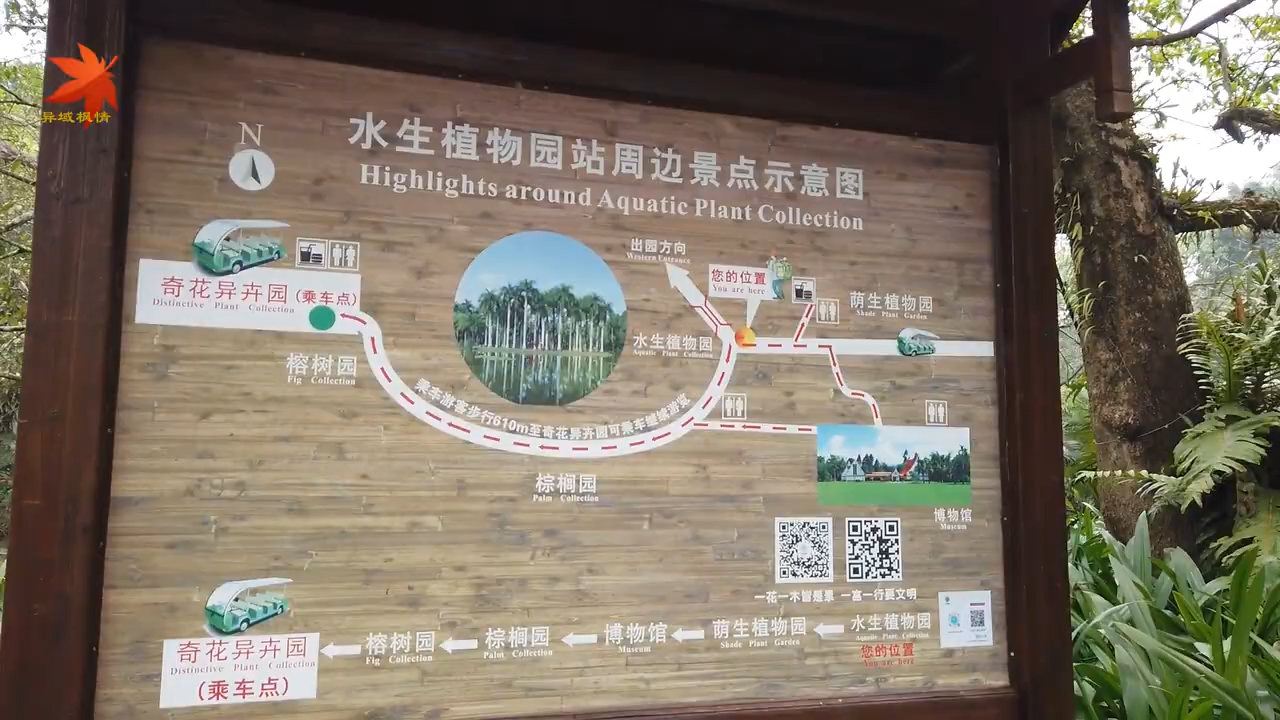 异域枫情
N
水生植物园站周边景点示意图
Highlights around Aquatic Plant Collection
出园方向
Western Entrance
您的位置
You are here
奇花异卉园(乘车点)
Distinctive Plant Collection
荫生植物园
Shade Plant Garden
水生植物园
Aquatic Plant Collection
榕树园
Fig Collection
乘车游客步行610m至奇花异卉园可乘车继续游览
棕榈园
Palm Collection
博物馆
Museum
一花一木皆是景 一言一行要文明
奇花异卉园
Distinctive Plant Collection
(乘车点)
榕树园
Fig Collection
棕榈园
Palm Collection
博物馆
Museum
荫生植物园
Shade Plant Garden
水生植物园
Aquatic Plant Collection
您的位置
You are here